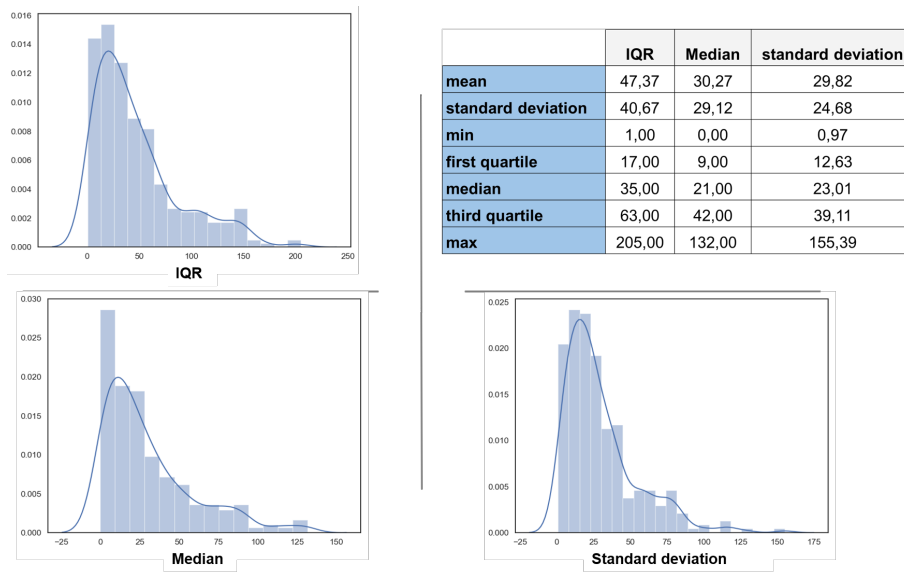 0.016
0.014
0.012
0.010
0.008
0.006
0.004
0.002
0.000
0 50 100 150 200 250
IQR
IQR Median standard deviation
mean 47,37 30,27 29,82
standard deviation 40,67 29,12 24,68
min 1,00 0,00 0,97
first quartile 17,00 9,00 12,63
median 35,00 21,00 23,01
third quartile 63,00 42,00 39,11
max 205,00 132,00 155,39
0.030
0.025
0.020
0.015
0.010
0.005
0.000
−25 0 25 50 75 100 125 150
Median
0.025
0.020
0.015
0.010
0.005
0.000
−25 0 25 50 75 100 125 150 175
Standard deviation